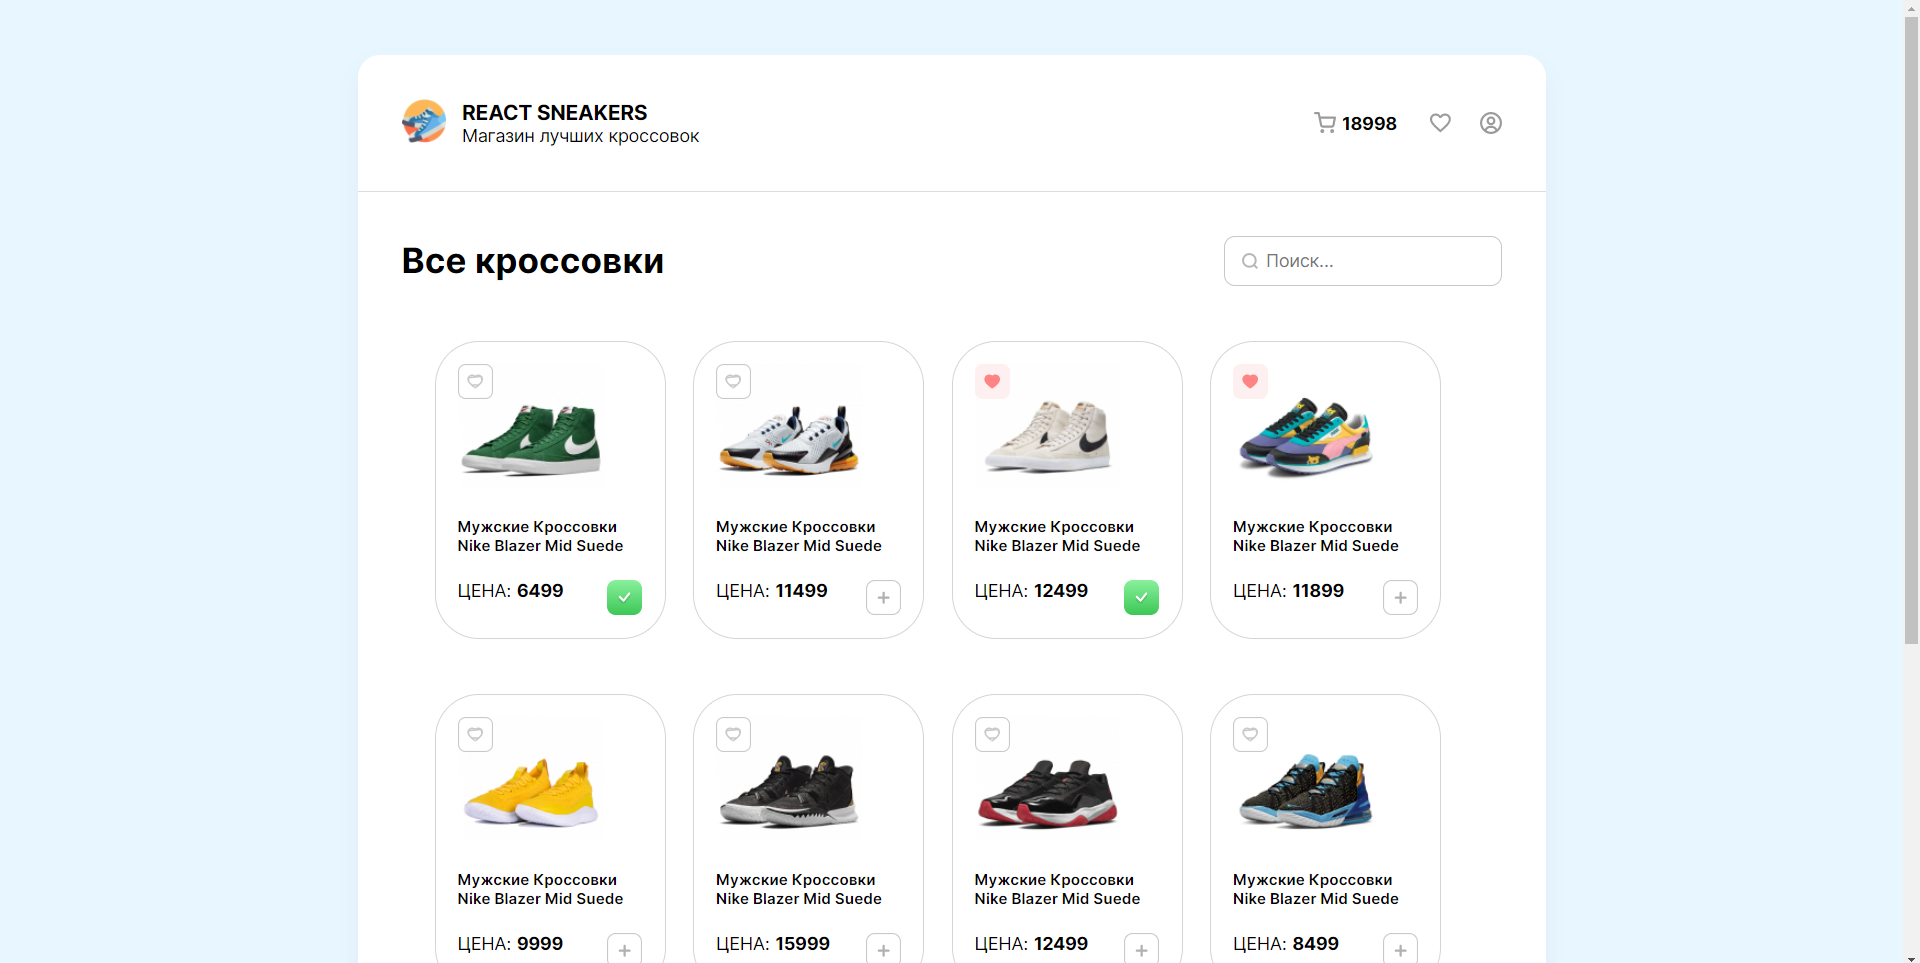 REACT SNEAKERS
Магазин лучших кроссовок
18998
Все кроссовки
Поиск...
Мужские Кроссовки
Nike Blazer Mid Suede
ЦЕНА: 6499
Мужские Кроссовки
Nike Blazer Mid Suede
ЦЕНА: 11499
Мужские Кроссовки
Nike Blazer Mid Suede
ЦЕНА: 12499
Мужские Кроссовки
Nike Blazer Mid Suede
ЦЕНА: 11899
Мужские Кроссовки
Nike Blazer Mid Suede
ЦЕНА: 9999
Мужские Кроссовки
Nike Blazer Mid Suede
ЦЕНА: 15999
Мужские Кроссовки
Nike Blazer Mid Suede
ЦЕНА: 12499
Мужские Кроссовки
Nike Blazer Mid Suede
ЦЕНА: 8499